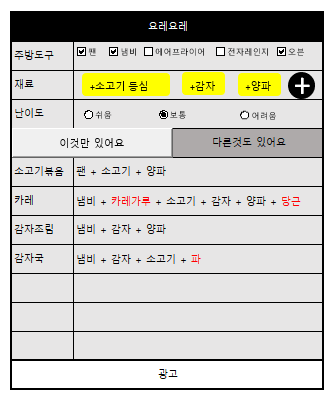 요레요레
주방도구 팬 냄비 에어프라이어 전자레인지 오븐
재료 +소고기 등심 +감자 +양파 +
난이도 쉬움 보통 어려움
이것만 있어요 다른것도 있어요
소고기볶음 팬 + 소고기 + 양파
카레 냄비 + 카레가루 + 소고기 + 감자 + 양파 + 당근
감자조림 냄비 + 감자 + 양파
감자국 냄비 + 감자 + 소고기 + 파
광고